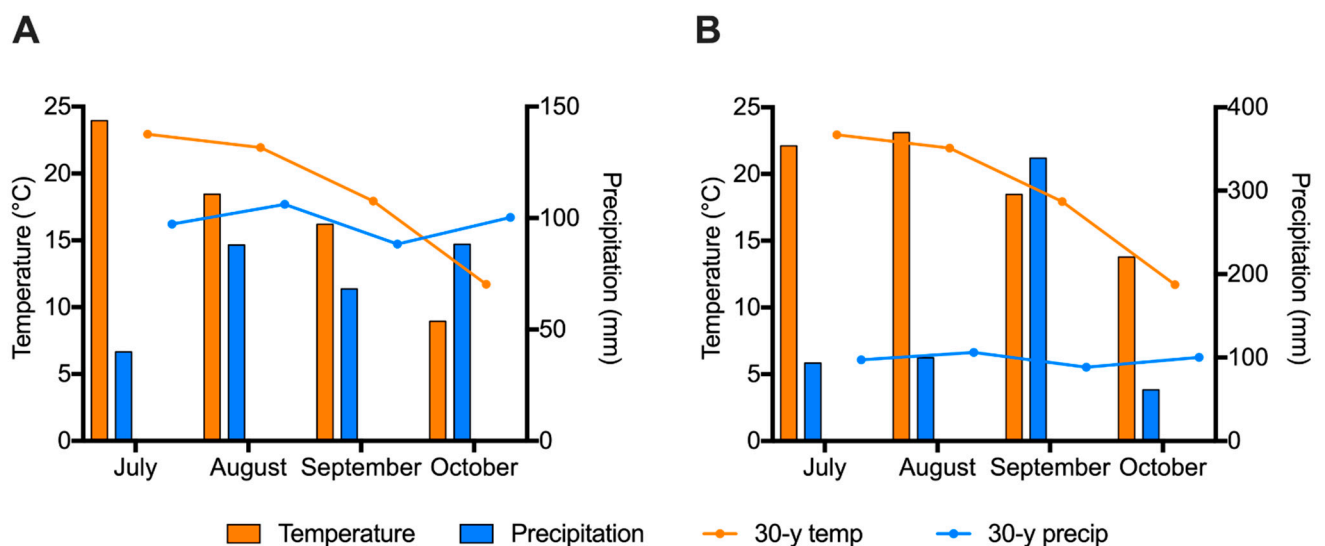 A
B
25
20
15
10
5
0
Temperature (°C)
150
100
50
0
Precipitation (mm)
July August September October
25
20
15
10
5
0
Temperature (°C)
400
300
200
100
0
Precipitation (mm)
July August September October
Temperature Precipitation 30-y temp 30-y precip